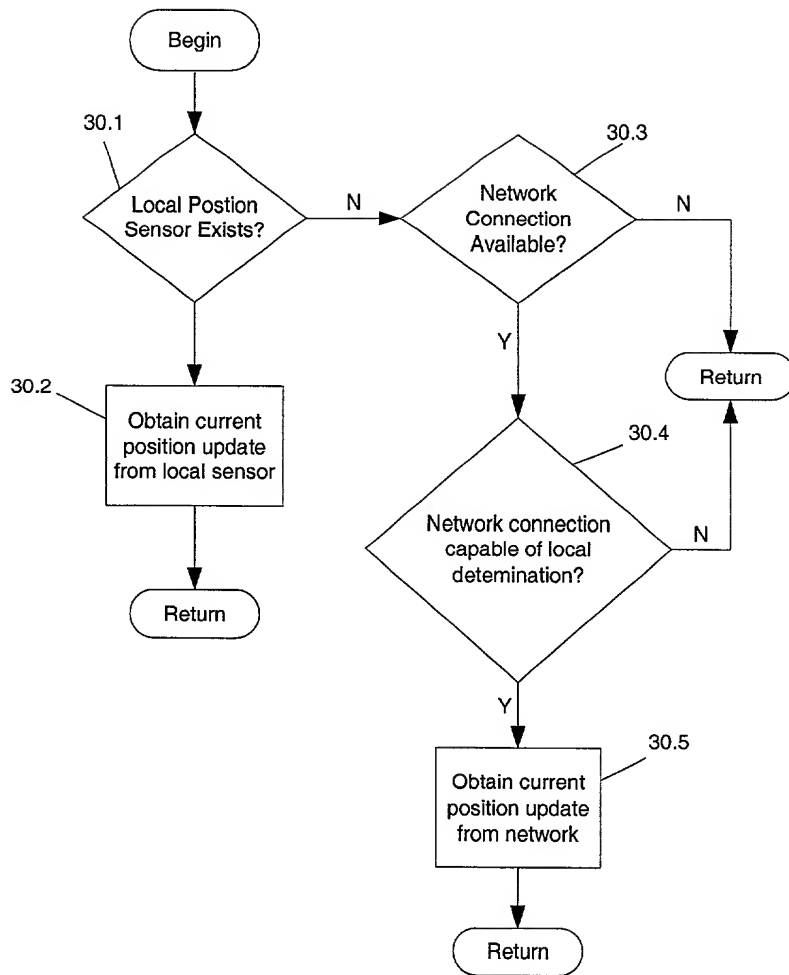 Begin
30.1
Local Postion
Sensor Exists?
N
30.3
Network
Connection
Available?
N
Y
Return
30.2
Obtain current
position update
from local sensor
Return
30.4
Network connection
capable of local
detemination?
N
Y
30.5
Obtain current
position update
from network
Return